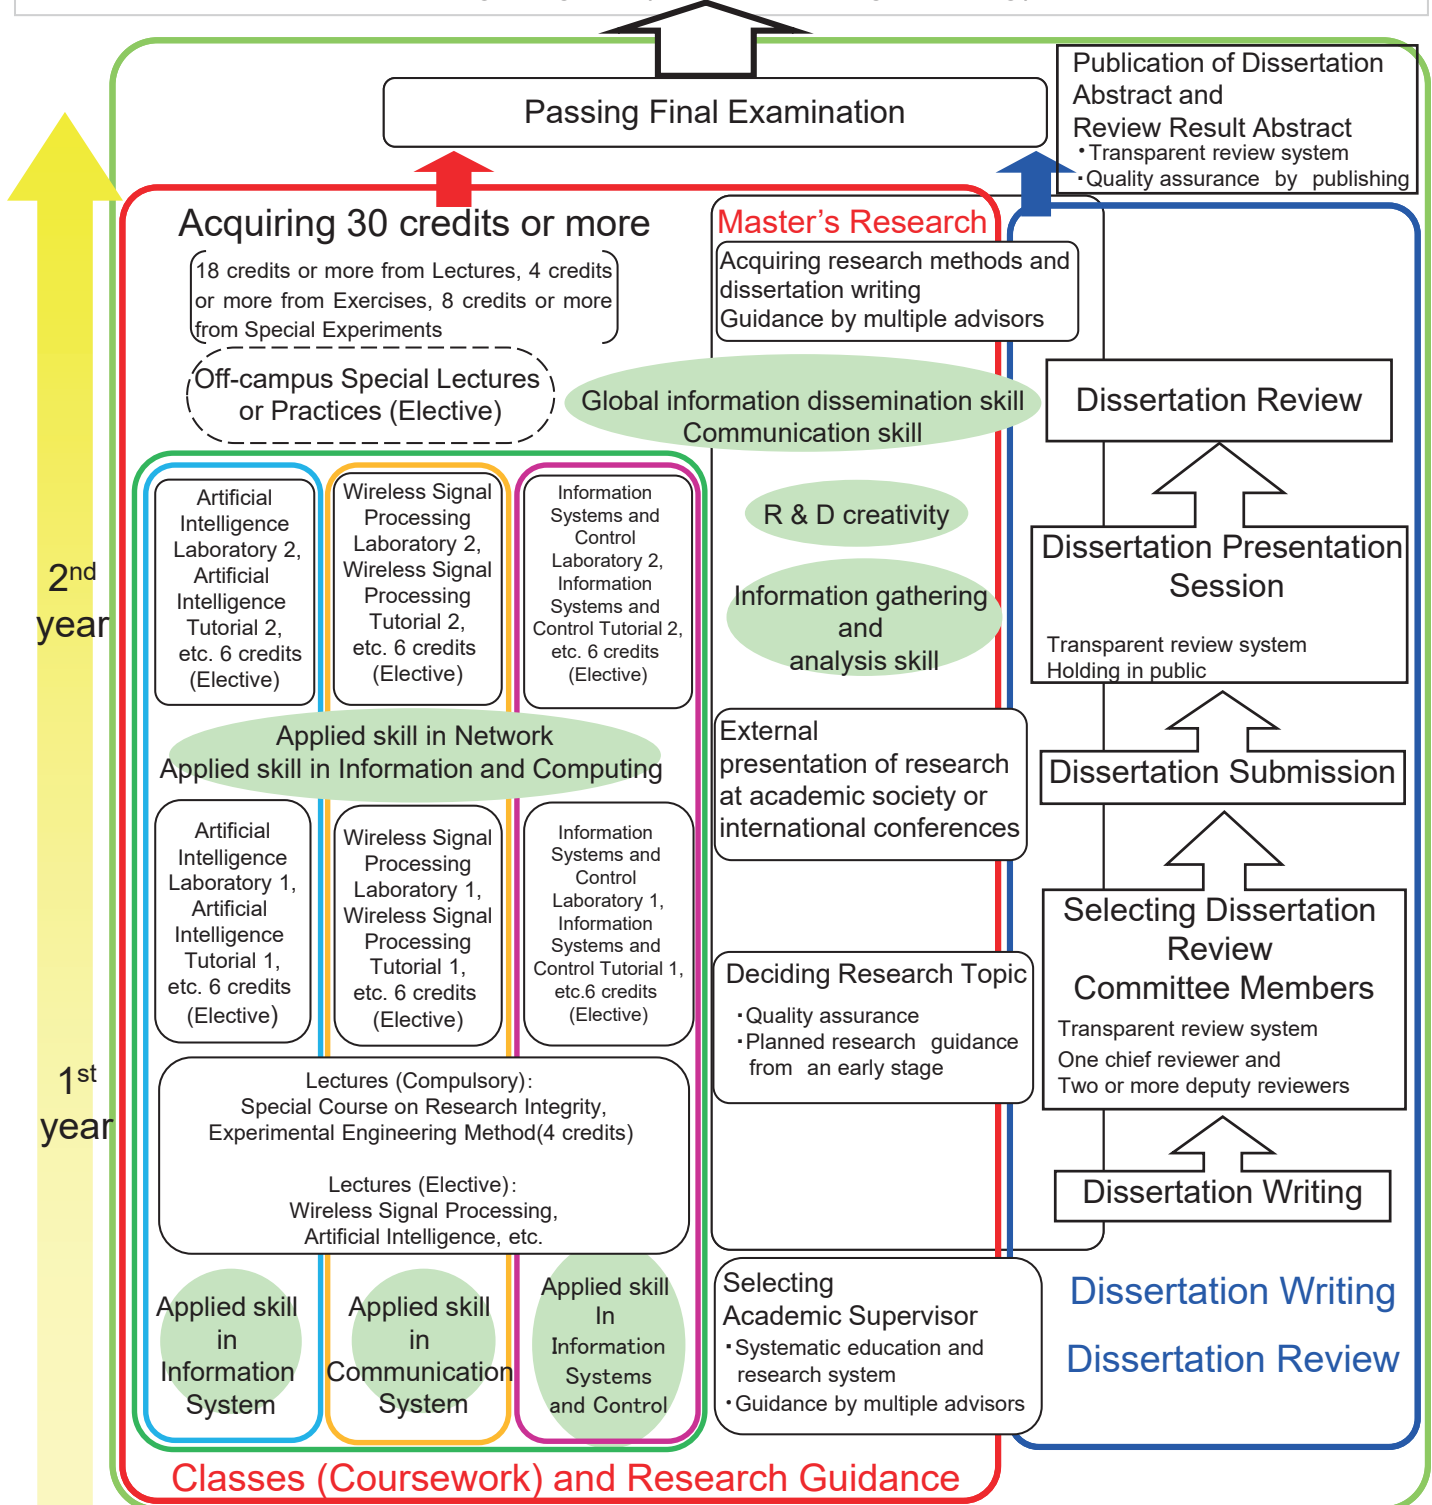 Passing Final Examination
Publication of Dissertation
Abstract and
Review Result Abstract
・Transparent review system
・Quality assurance by publishing
Acquiring 30 credits or more
18 credits or more from Lectures, 4 credits
or more from Exercises, 8 credits or more
from Special Experiments
Off-campus Special Lectures
or Practices (Elective)
Master's Research
Acquiring research methods and
dissertation writing
Guidance by multiple advisors
Global information dissemination skill
Communication skill
R & D creativity
Information gathering
and
analysis skill
2nd
year
Artificial
Intelligence
Laboratory 2,
Artificial
Intelligence
Tutorial 2,
etc. 6 credits
(Elective)
Wireless Signal
Processing
Laboratory 2,
Wireless Signal
Processing
Tutorial 2,
etc. 6 credits
(Elective)
Information
Systems and
Control
Laboratory 2,
Information
Systems and
Control Tutorial 2,
etc. 6 credits
(Elective)
Applied skill in Network
Applied skill in Information and Computing
External
presentation of research
at academic society or
international conferences
Artificial
Intelligence
Laboratory 1,
Artificial
Intelligence
Tutorial 1,
etc. 6 credits
(Elective)
Wireless Signal
Processing
Laboratory 1,
Wireless Signal
Processing
Tutorial 1,
etc. 6 credits
(Elective)
Information
Systems and
Control
Laboratory 1,
Information
Systems and
Control Tutorial 1,
etc.6 credits
(Elective)
Deciding Research Topic
・Quality assurance
・Planned research guidance
from an early stage
1st
year
Lectures (Compulsory):
Special Course on Research Integrity,
Experimental Engineering Method(4 credits)
Lectures (Elective):
Wireless Signal Processing,
Artificial Intelligence, etc.
Applied skill
in
Information
System
Applied skill
in
Communication
System
Applied skill
In
Information
Systems
and Control
Selecting
Academic Supervisor
・Systematic education and
research system
・Guidance by multiple advisors
Classes (Coursework) and Research Guidance
Dissertation Review
Dissertation Presentation
Session
Transparent review system
Holding in public
Dissertation Submission
Selecting Dissertation
Review
Committee Members
Transparent review system
One chief reviewer and
Two or more deputy reviewers
Dissertation Writing
Dissertation Writing
Dissertation Review